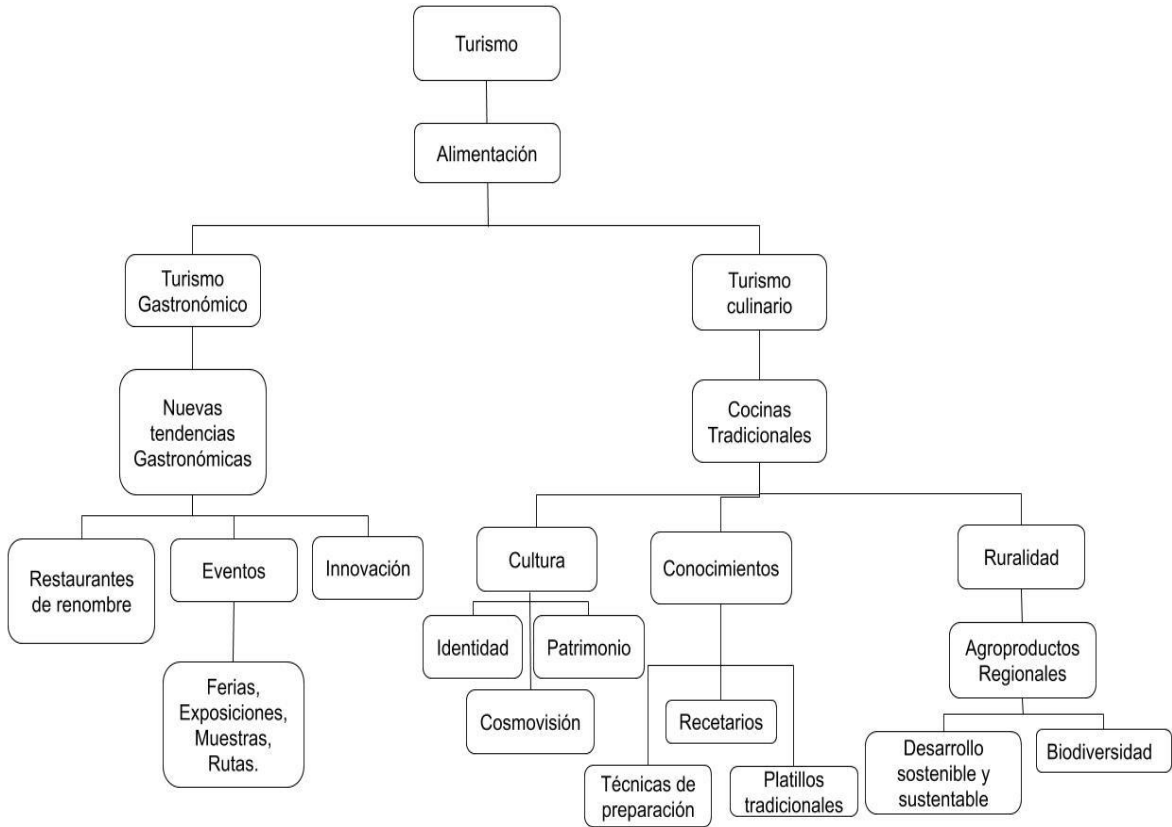 Turismo
Alimentación
Turismo
Gastronómico
Turismo
culinario
Nuevas
tendencias
Gastronómicas
Cocinas
Tradicionales
Restaurantes
de renombre
Eventos
Innovación
Cultura
Conocimientos
Ruralidad
Ferias,
Exposiciones,
Muestras,
Rutas.
Identidad
Patrimonio
Cosmovisión
Recetarios
Técnicas de
preparación
Platillos
tradicionales
Agroproductos
Regionales
Desarrollo
sostenible y
sustentable
Biodiversidad